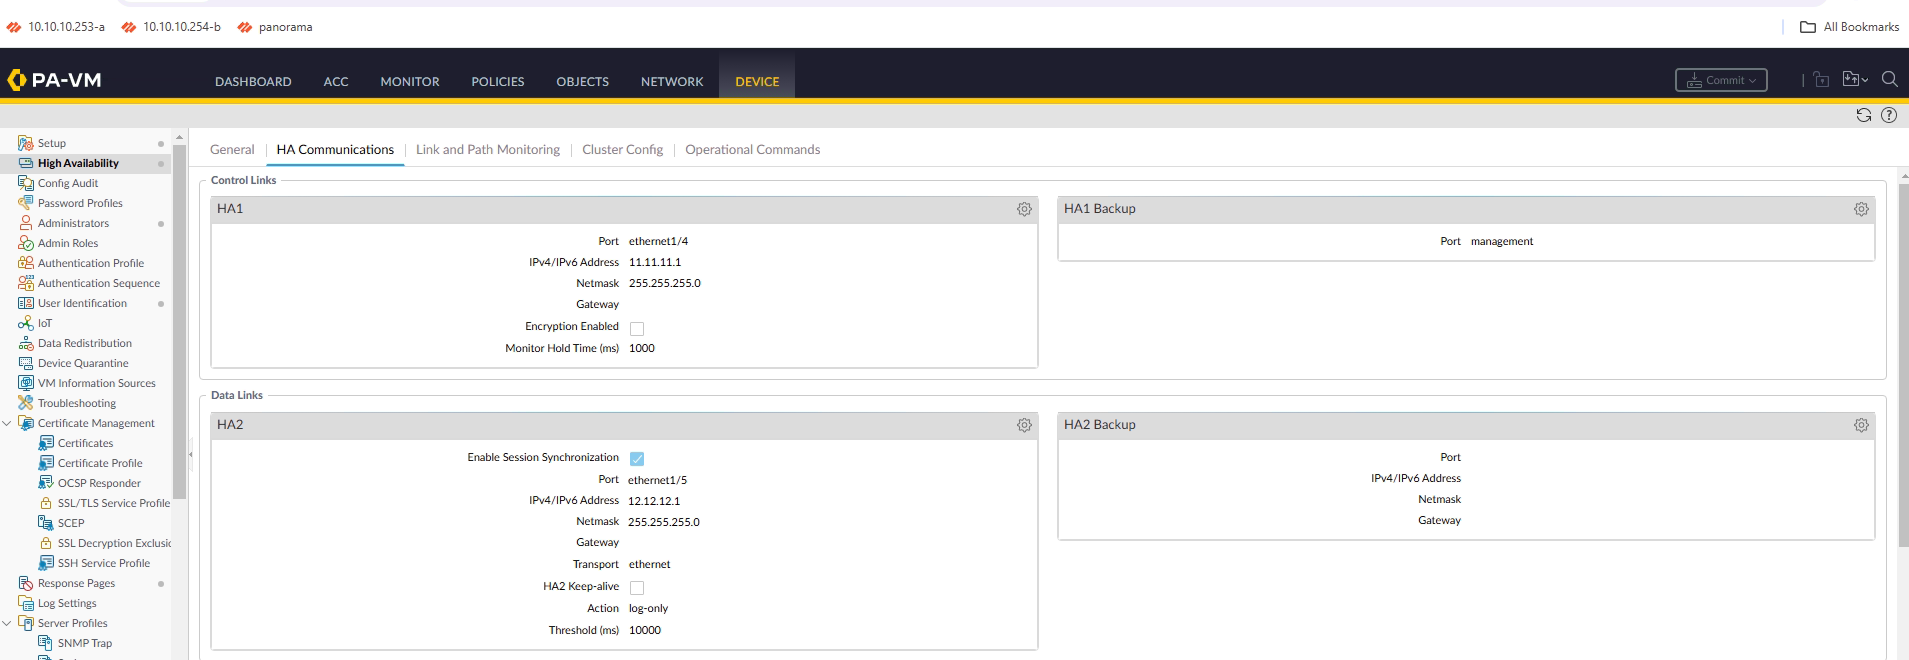 10.10.10.253-a 10.10.10.254-b panorama All Bookmarks
PA-VM DASHBOARD ACC MONITOR POLICIES OBJECTS NETWORK DEVICE Commit
Setup
High Availability
Config Audit
Password Profiles
Administrators
Admin Roles
Authentication Profile
Authentication Sequence
User Identification
IoT
Data Redistribution
Device Quarantine
VM Information Sources
Troubleshooting
Certificate Management
Certificates
Certificate Profile
OCSP Responder
SSL/TLS Service Profile
SCEP
SSL Decryption Exclusio
SSH Service Profile
Response Pages
Log Settings
Server Profiles
SNMP Trap
General HA Communications Link and Path Monitoring Cluster Config Operational Commands
Control Links
HA1
Port ethernet1/4
IPv4/IPv6 Address 11.11.11.1
Netmask 255.255.255.0
Gateway
Encryption Enabled
Monitor Hold Time (ms) 1000
HA1 Backup
Port management
Data Links
HA2
Enable Session Synchronization
Port ethernet1/5
IPv4/IPv6 Address 12.12.12.1
Netmask 255.255.255.0
Gateway
Transport ethernet
HA2 Keep-alive
Action log-only
Threshold (ms) 10000
HA2 Backup
Port
IPv4/IPv6 Address
Netmask
Gateway